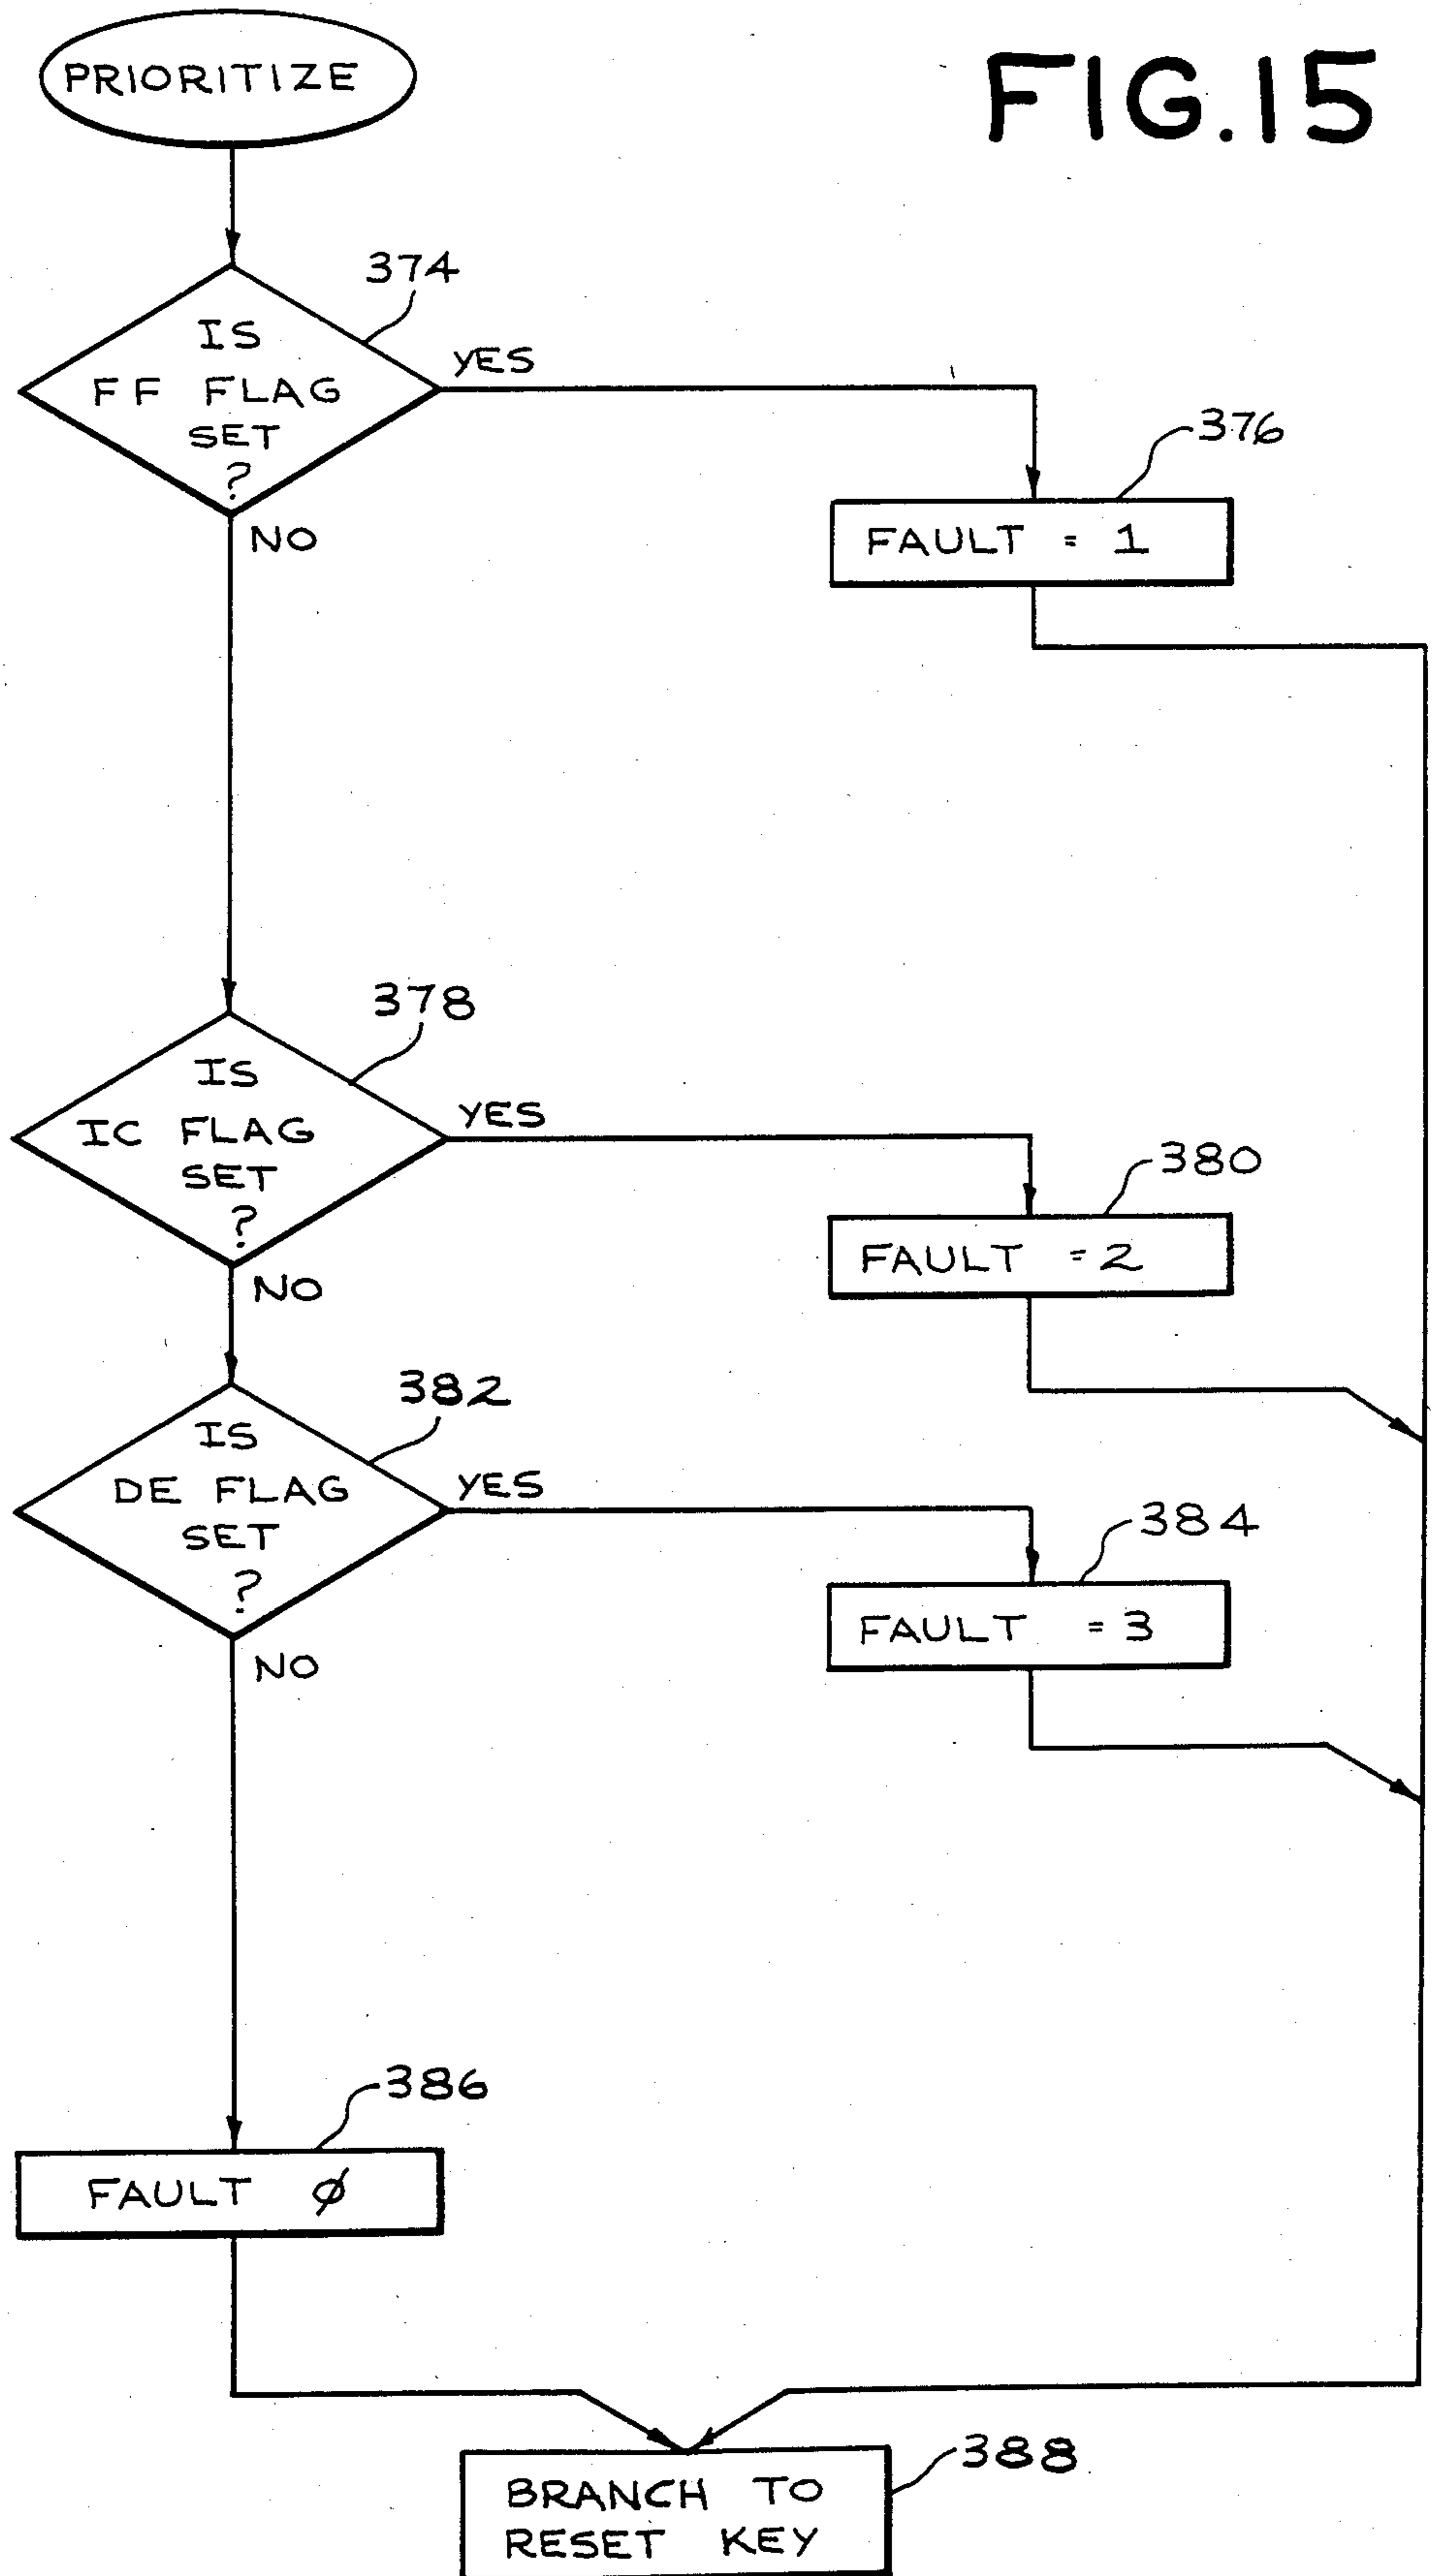 PRIORITIZE
FIG.15
374
IS
FF FLAG
SET
?
YES
NO
376
FAULT = 1
378
IS
IC FLAG
SET
?
YES
NO
380
FAULT = 2
382
IS
DE FLAG
SET
?
YES
NO
384
FAULT = 3
386
FAULT Ø
388
BRANCH TO
RESET KEY